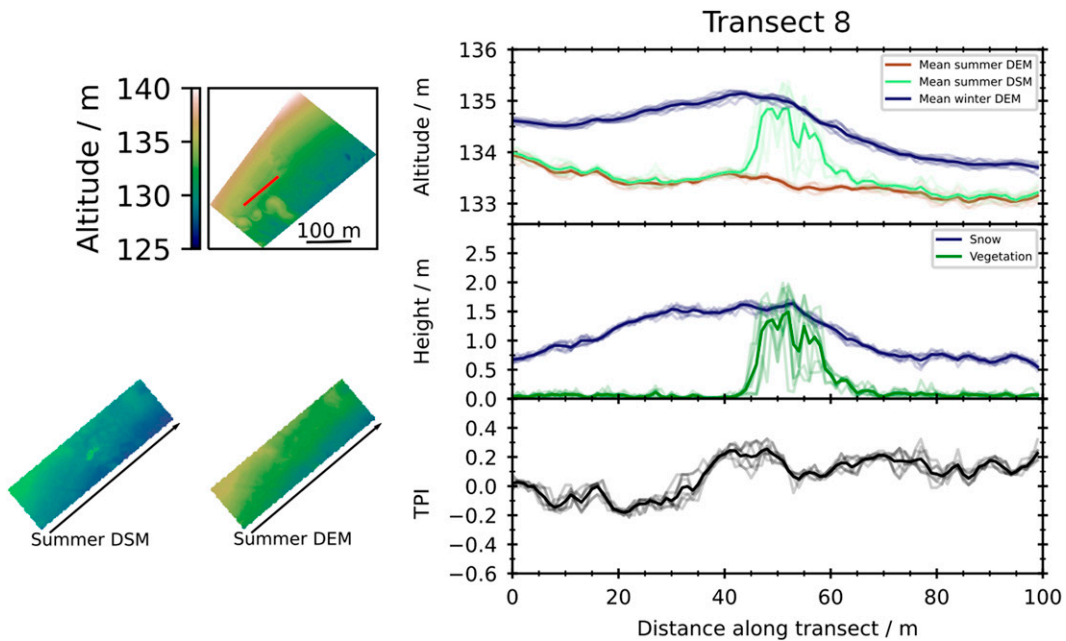 Transect 8
Altitude / m
140
135
130
125
100 m
Summer DSM
Summer DEM
Altitude / m
136
135
134
133
Mean summer DEM
Mean summer DSM
Mean winter DEM
Height / m
2.5
2.0
1.5
1.0
0.5
0.0
Snow
Vegetation
TPI
0.4
0.2
0.0
−0.2
−0.4
−0.6
0 20 40 60 80 100
Distance along transect / m